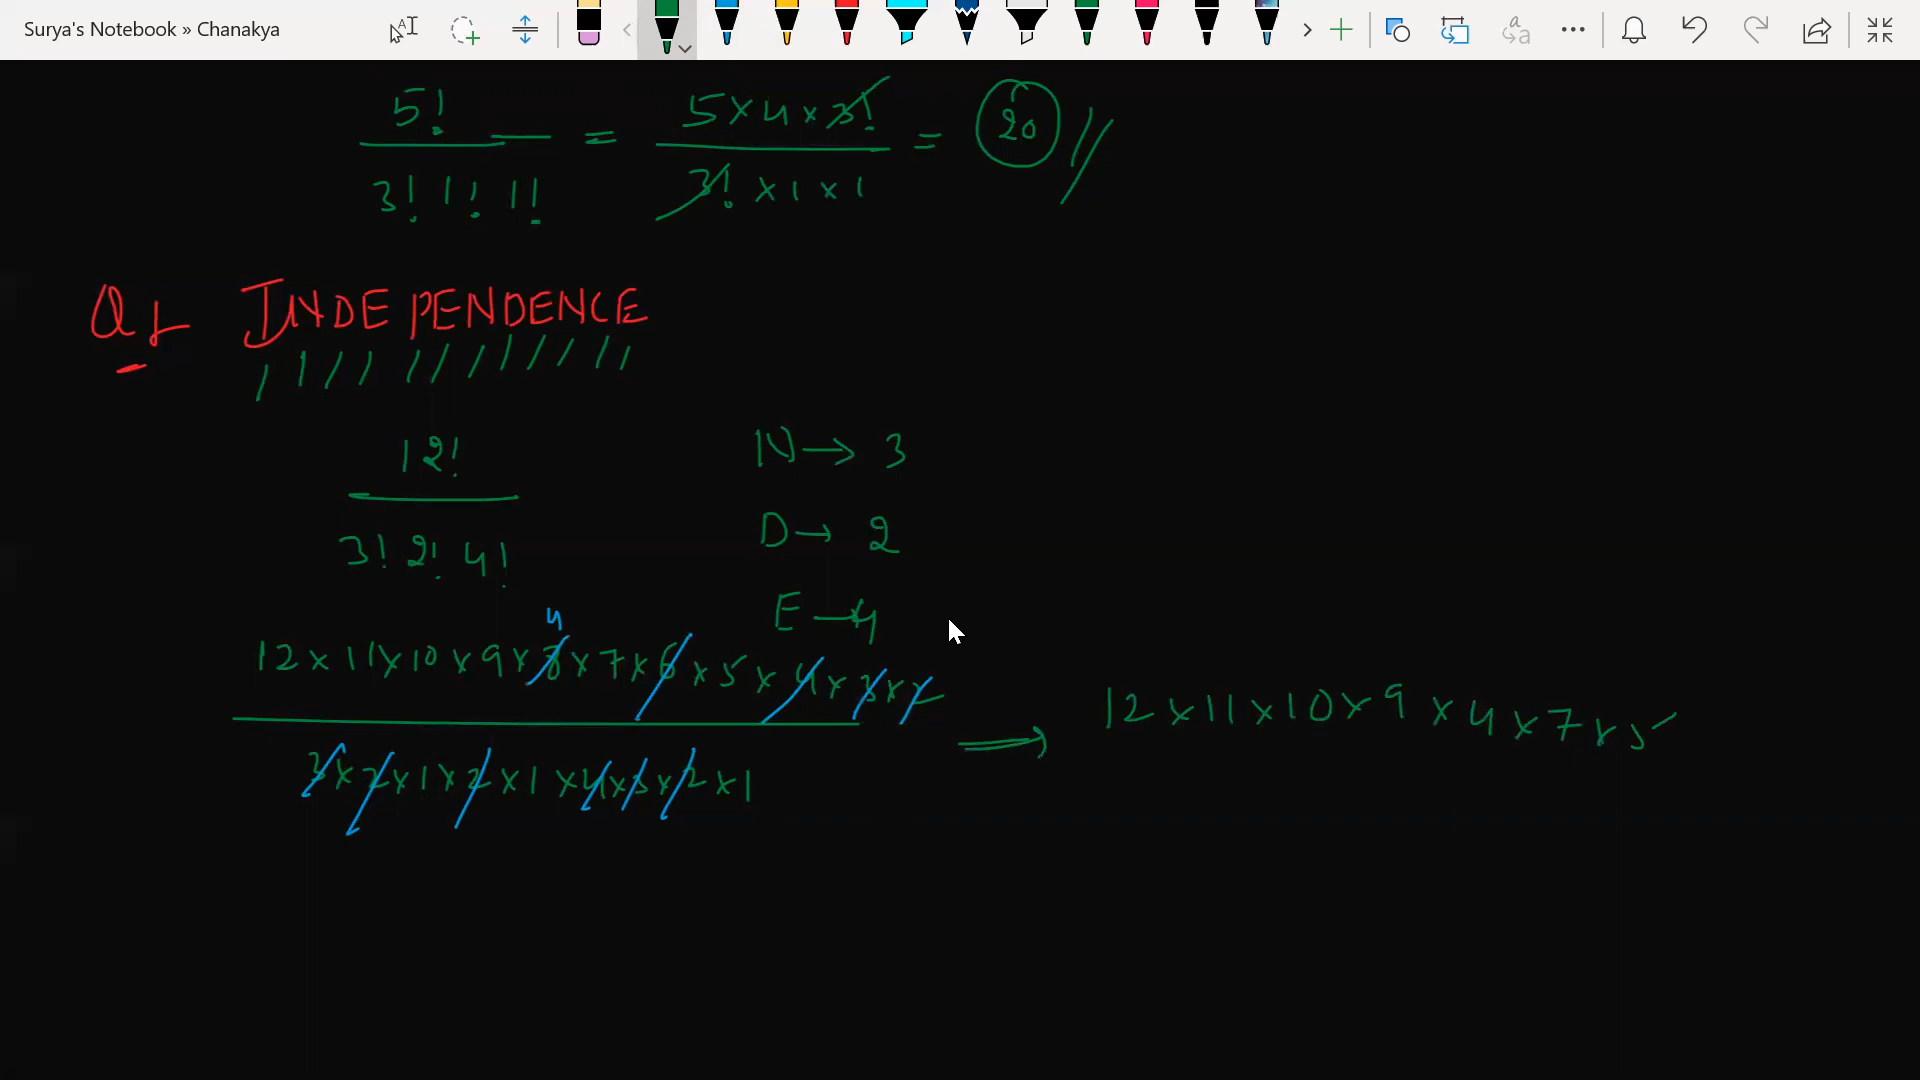 Surya's Notebook » Chanakya
5! / 3! 1! 1! = 5 × 4 × 3! / 3! × 1 × 1 = 20 //
INDEPENDENCE
12! / 3! 2! 4!
N → 3
D → 2
E → 4
4
12 × 11 × 10 × 9 × 8 × 7 × 6 × 5 × 4 × 3 × 2 / 3 × 2 × 1 × 2 × 1 × 4 × 3 × 2 × 1 ⇒ 12 × 11 × 10 × 9 × 4 × 7 × 5